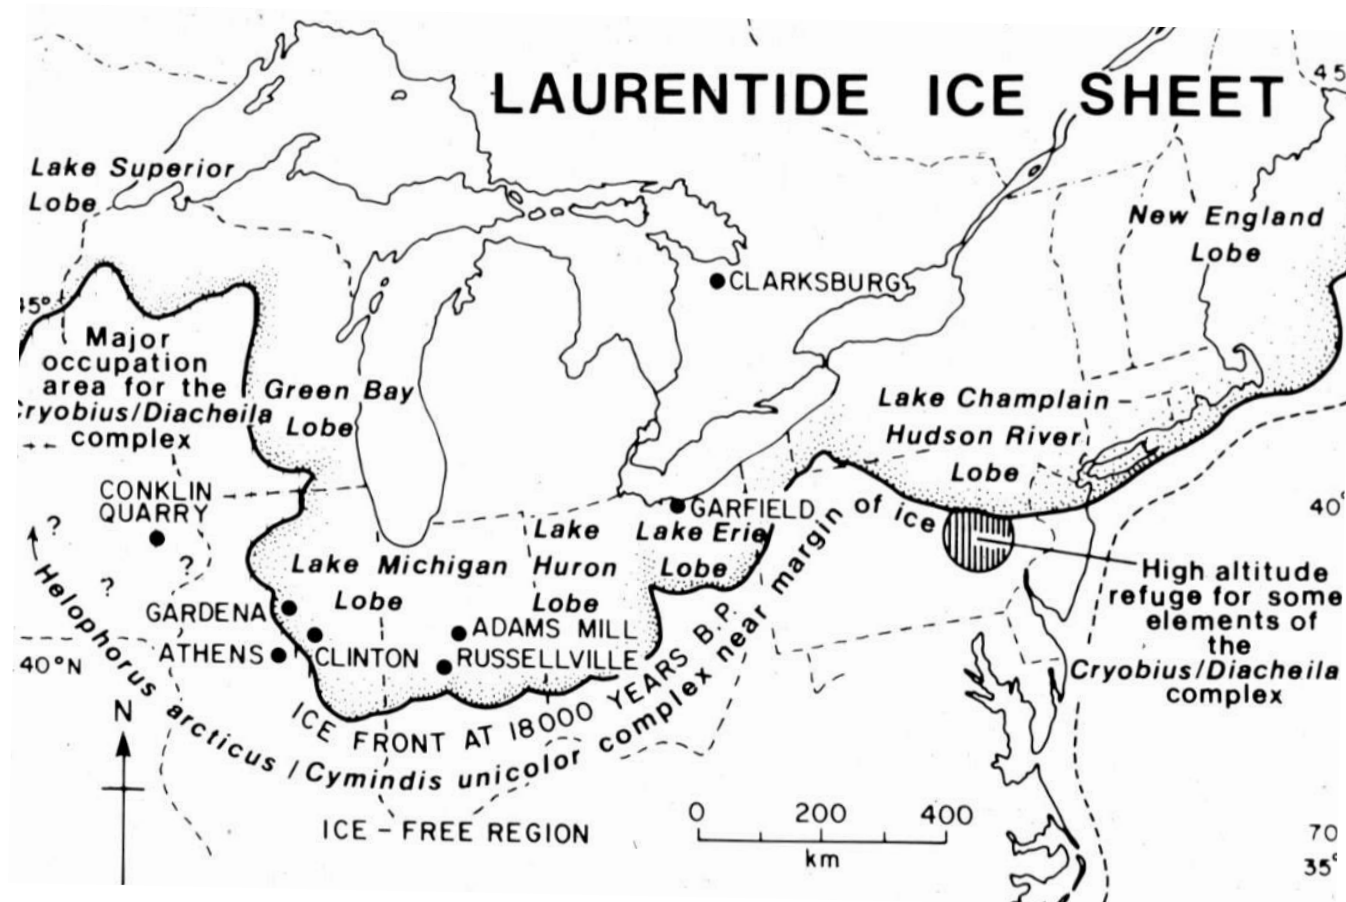 LAURENTIDE ICE SHEET
45
Lake Superior
Lobe
New England
Lobe
CLARKSBURG
45°
Major
occupation
area for the
Cryobius/Diacheila
complex
Green Bay
Lobe
Lake Champlain
Hudson River
Lobe
CONKLIN
QUARRY
GARFIELD
40°
?
?
?
Lake
Huron
Lobe
Lake Erie
Lobe
Lake Michigan
Lobe
High altitude
refuge for some
elements of
the
Cryobius/Diacheila
complex
GARDENA
ADAMS MILL
ATHENS
CLINTON
RUSSELLVILLE
40°N
N
ICE FRONT AT 18000 YEARS B.P.
Helophorus arcticus / Cymindis unicolor complex near margin of ice
ICE-FREE REGION
0 200 400
km
70
35°